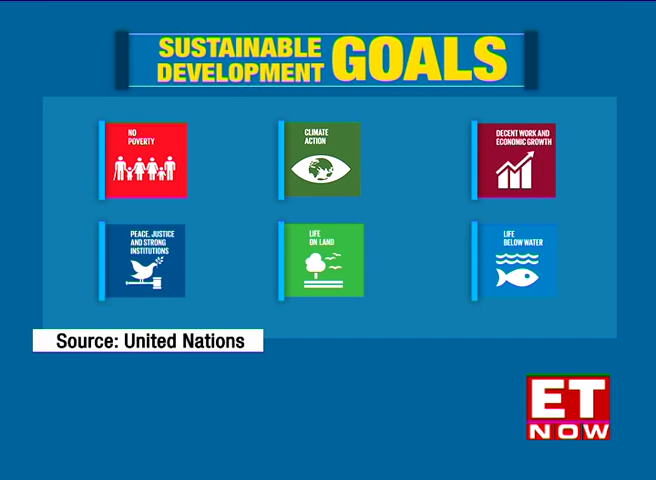 SUSTAINABLE
DEVELOPMENT GOALS
NO
POVERTY
CLIMATE
ACTION
DECENT WORK AND
ECONOMIC GROWTH
PEACE, JUSTICE
AND STRONG
INSTITUTIONS
LIFE
ON LAND
LIFE
BELOW WATER
Source: United Nations
ET
NOW